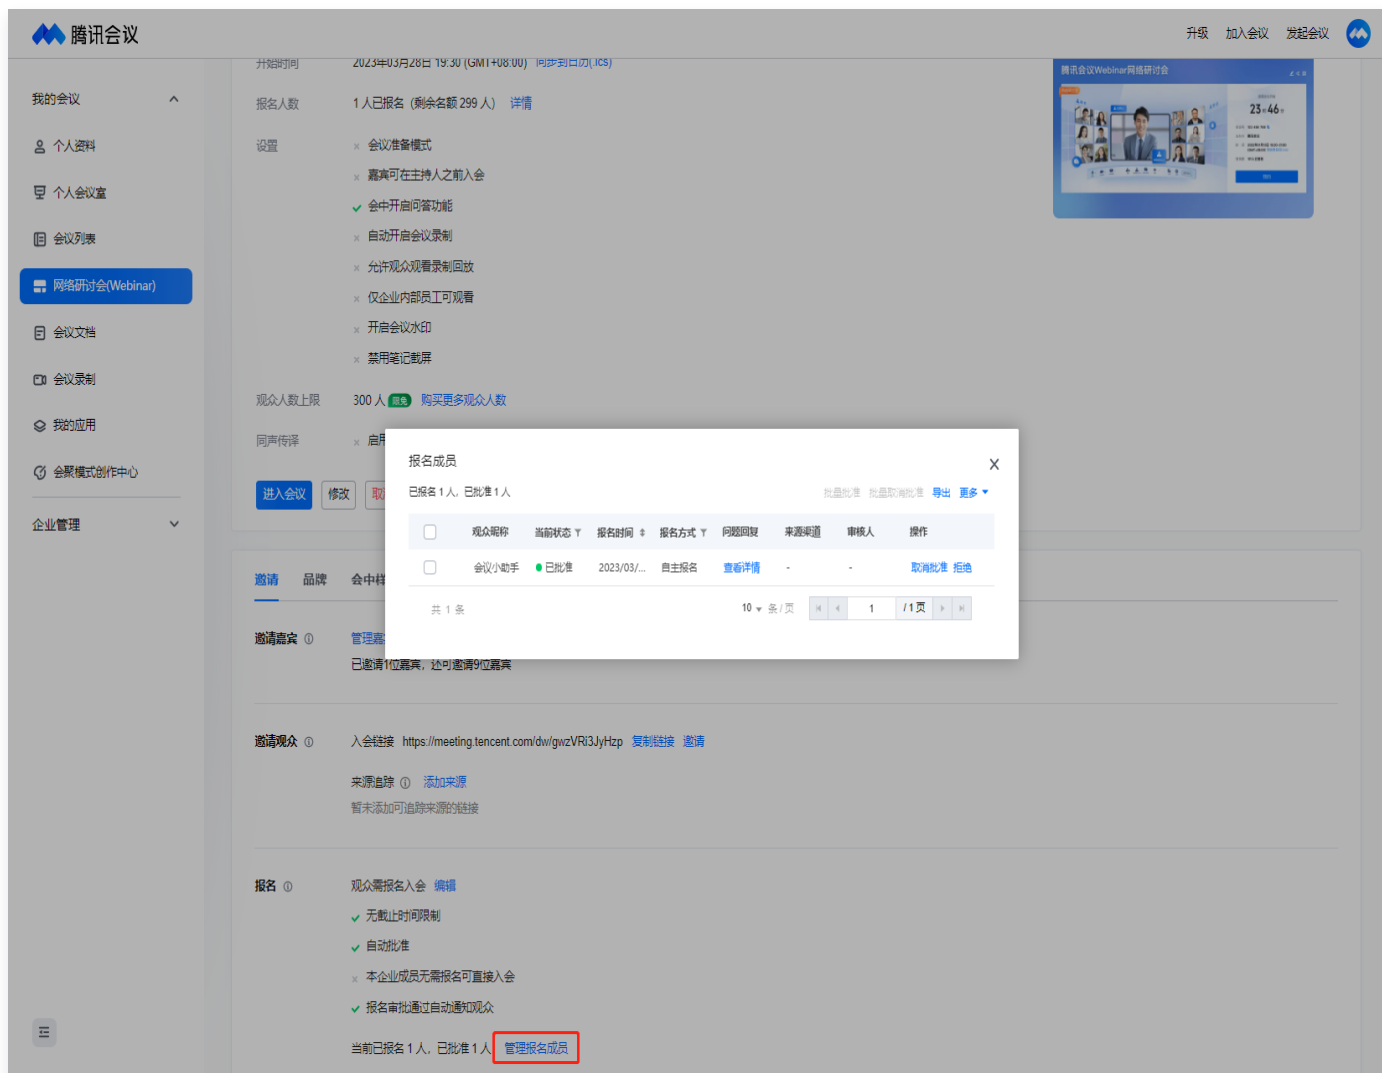 腾讯会议
升级 加入会议 发起会议
我的会议
个人资料
个人会议室
会议列表
网络研讨会(Webinar)
会议文档
会议录制
我的应用
会聚模式创作中心
企业管理
开始时间 2023年03月28日 19:30 (GMT+08:00) 同步到日历(.ics)
报名人数 1 人已报名 (剩余名额 299 人) 详情
设置 会议准备模式
嘉宾可在主持人之前入会
会中开启问答功能
自动开启会议录制
允许观众观看录制回放
仅企业内部员工可观看
开启会议水印
禁用笔记截屏
观众人数上限 300 人 限免 购买更多观众人数
同声传译 启用
进入会议 修改 取
腾讯会议Webinar网络研讨会
23 46
报名成员
已报名 1 人, 已批准 1 人 批量批准 批量取消批准 导出 更多
观众昵称 当前状态 报名时间 报名方式 问题回复 来源渠道 审核人 操作
会议小助手 已批准 2023/03/... 自主报名 查看详情 - - 取消批准 拒绝
共 1 条 10 条 / 页 1 / 1 页
邀请 品牌 会中样
邀请嘉宾 管理嘉
已邀请1位嘉宾, 还可邀请9位嘉宾
邀请观众 入会链接 https://meeting.tencent.com/dw/gwzVRi3JyHzp 复制链接 邀请
来源追踪 添加来源
暂未添加可追踪来源的链接
报名 观众需报名入会 编辑
无截止时间限制
自动批准
本企业成员无需报名可直接入会
报名审批通过自动通知观众
当前已报名 1 人, 已批准 1 人 管理报名成员